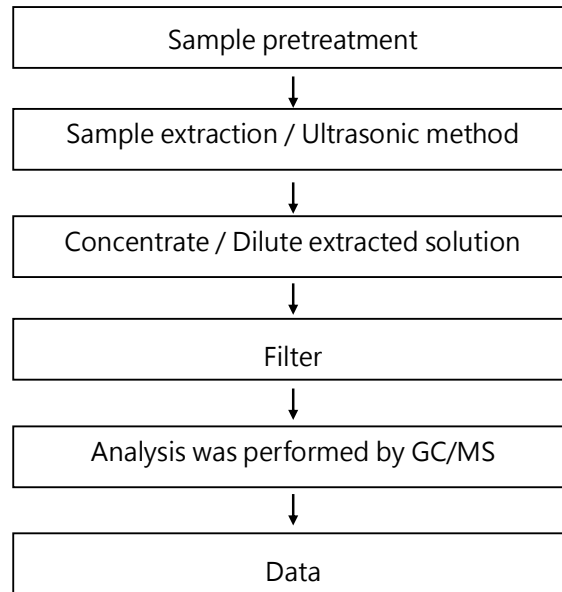 Sample pretreatment
Sample extraction / Ultrasonic method
Concentrate / Dilute extracted solution
Filter
Analysis was performed by GC/MS
Data